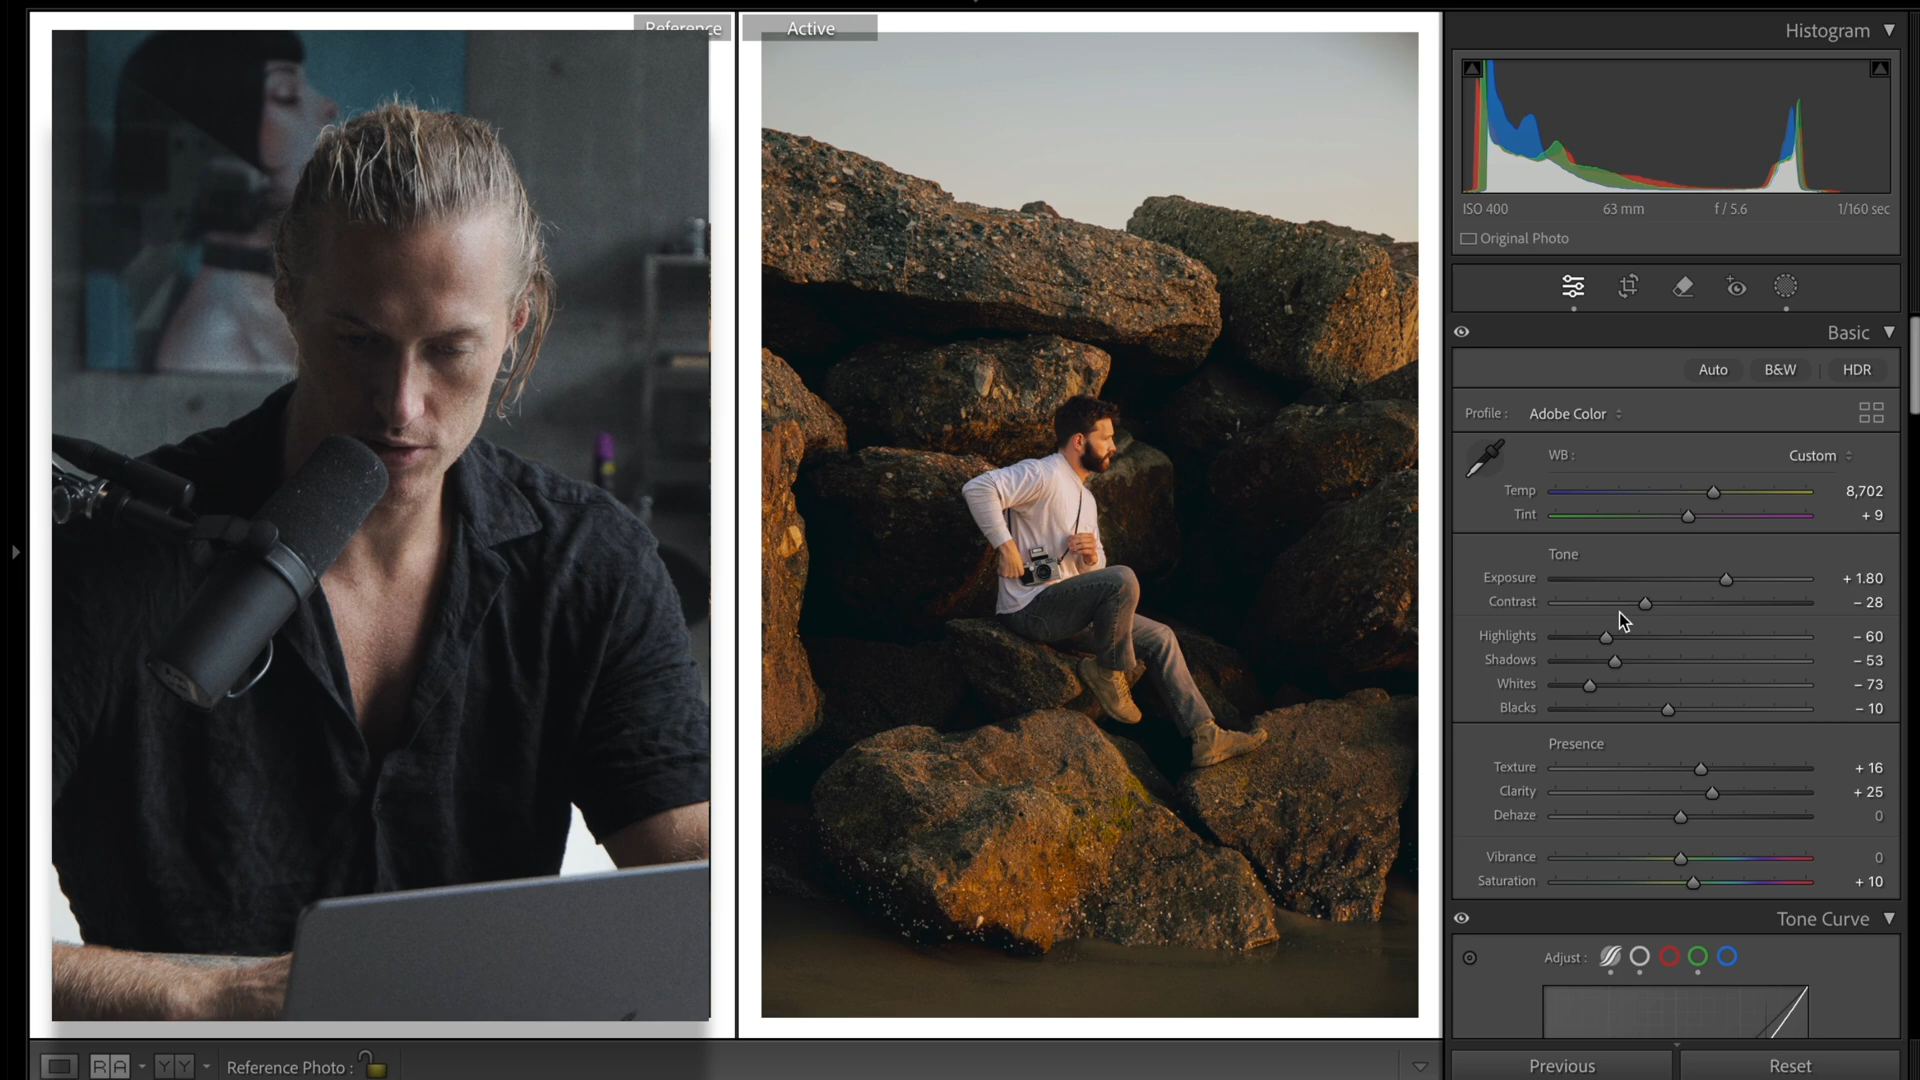 Reference
Active
Histogram
ISO 400 63 mm f / 5.6 1/160 sec
Original Photo
Basic
Auto B&W HDR
Profile : Adobe Color
WB : Custom
Temp 8,702
Tint + 9
Tone
Exposure + 1.80
Contrast – 28
Highlights – 60
Shadows – 53
Whites – 73
Blacks – 10
Presence
Texture + 16
Clarity + 25
Dehaze 0
Vibrance 0
Saturation + 10
Tone Curve
Adjust :
RA YY Reference Photo :
Previous Reset